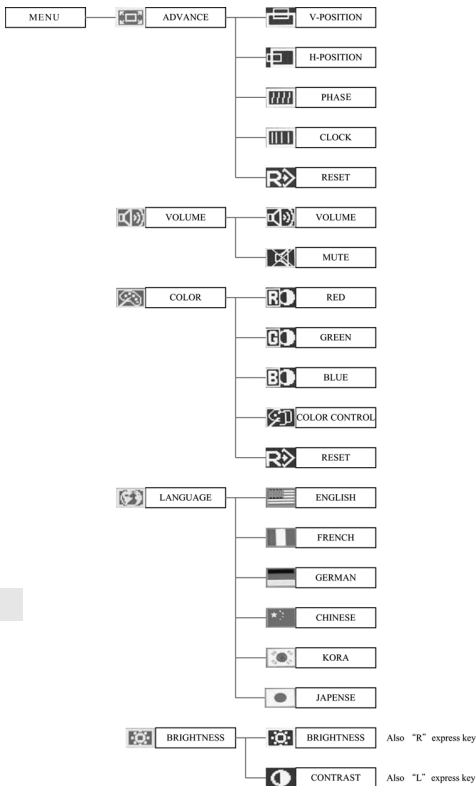 MENU
ADVANCE
V-POSITION
H-POSITION
PHASE
CLOCK
RESET
VOLUME
VOLUME
MUTE
COLOR
R RED
G GREEN
B BLUE
COLOR CONTROL
RESET
LANGUAGE
ENGLISH
FRENCH
GERMAN
CHINESE
KORA
JAPENSE
BRIGHTNESS
BRIGHTNESS Also “R” express key
CONTRAST Also “L” express key